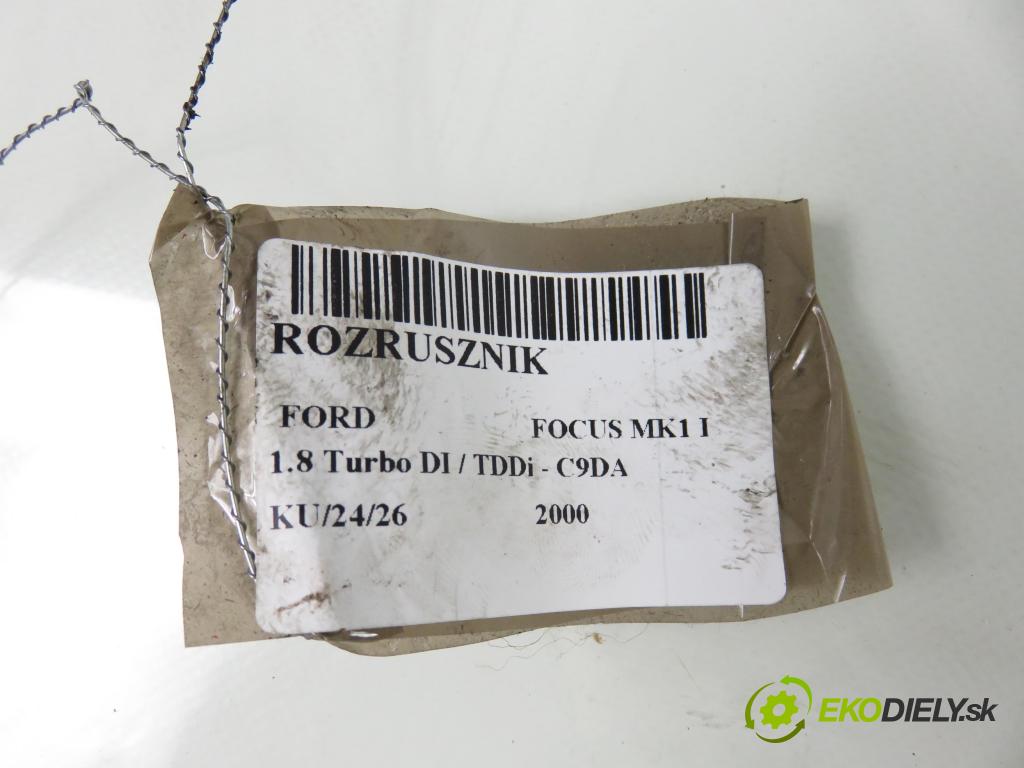 ROZRUSZNIK
FORD FOCUS MK1 I
1.8 Turbo DI / TDDi - C9DA
KU/24/26 2000
EKODIELY.sk